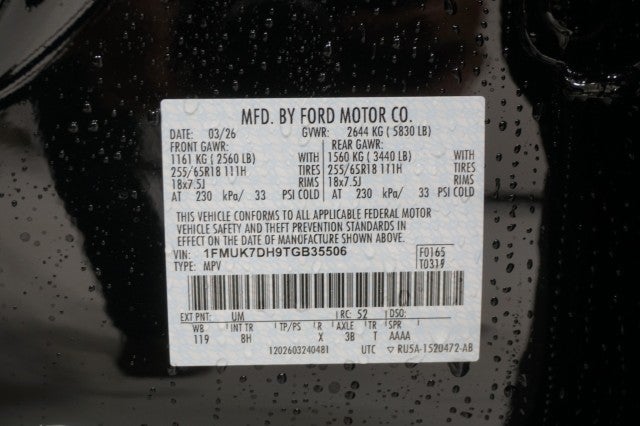 MFD. BY FORD MOTOR CO.
DATE: 03/26 GVWR: 2644 KG ( 5830 LB)
FRONT GAWR: REAR GAWR:
1161 KG ( 2560 LB) WITH 1560 KG ( 3440 LB) WITH
255/65R18 111H TIRES 255/65R18 111H TIRES
18x7.5J RIMS 18x7.5J RIMS
AT 230 kPa/ 33 PSI COLD AT 230 kPa/ 33 PSI COLD
THIS VEHICLE CONFORMS TO ALL APPLICABLE FEDERAL MOTOR
VEHICLE SAFETY AND THEFT PREVENTION STANDARDS IN
EFFECT ON THE DATE OF MANUFACTURE SHOWN ABOVE.
VIN: 1FMUK7DH9TGB35506 F0165
TYPE: MPV T0319
EXT PNT: UM RC: 52 DSO:
WB INT TR TP/PS R AXLE TR SPR
119 8H X 3B T AAAA
1202603240481 UTC ▽ RU5A-1520472-AB